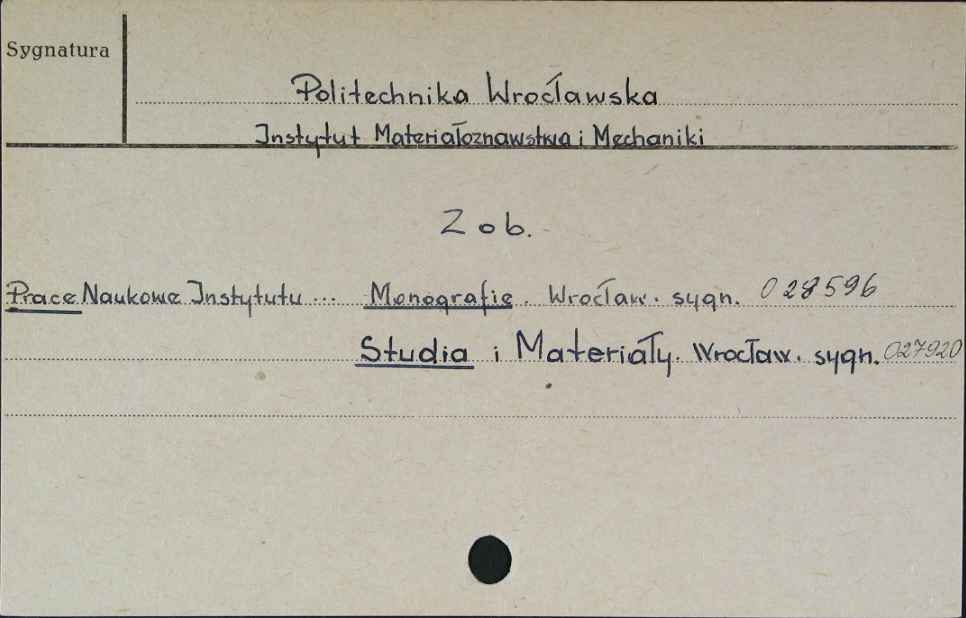 Sygnatura
Politechnika Wrocławska
Instytut Materiałoznawstwa i Mechaniki
Zob.
Prace Naukowe Instytutu ... Monografie. Wrocław. sygn. 028596
Studia i Materiały. Wrocław. sygn. 027920